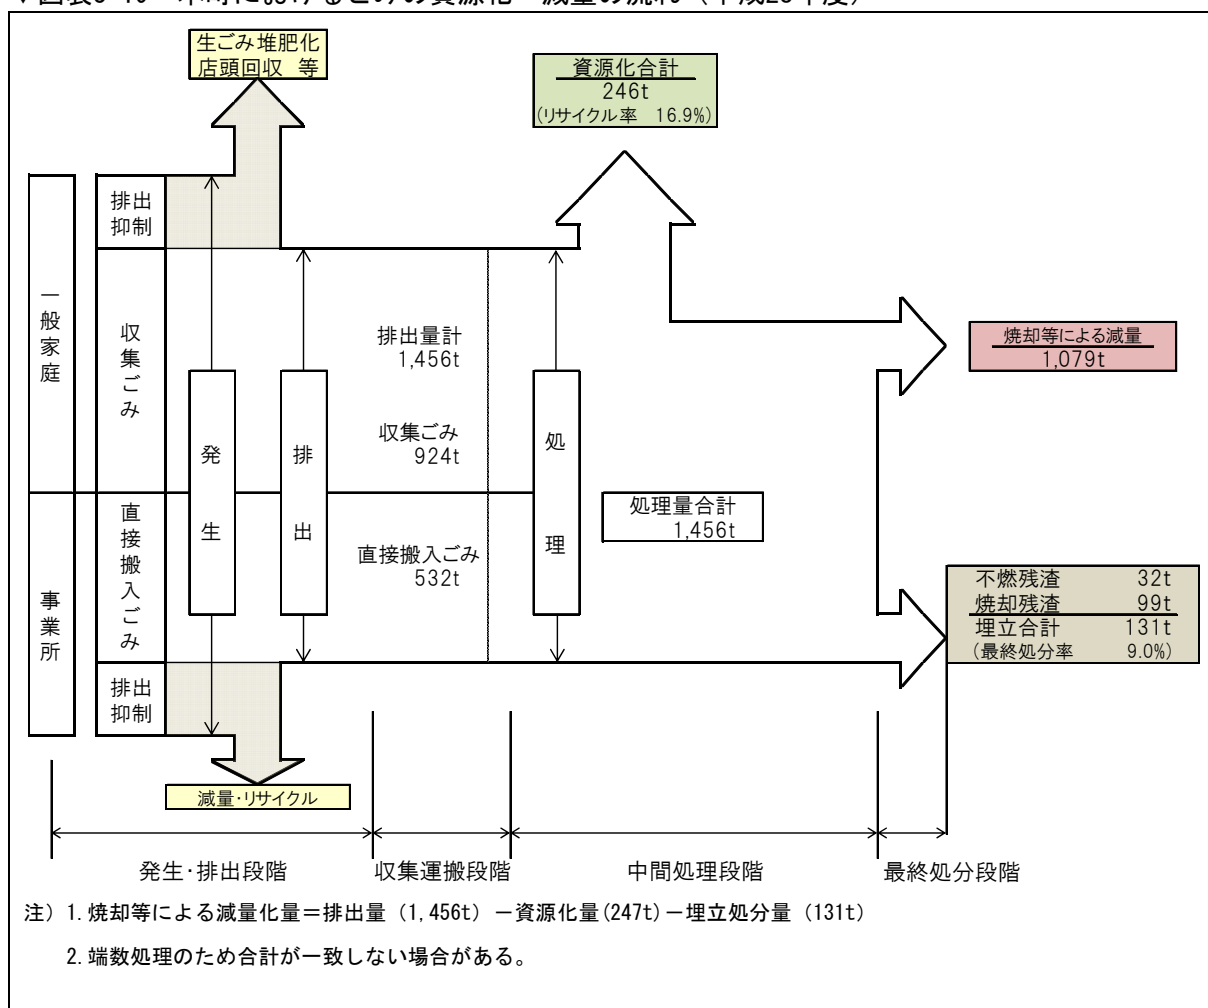 生ごみ堆肥化
店頭回収 等
資源化合計
246t
(リサイクル率 16.9%)
排出
抑制
一般家庭
収集ごみ
排出量計
1,456t
焼却等による減量
1,079t
収集ごみ
924t
発生
排出
処理
処理量合計
1,456t
事業所
直接搬入ごみ
直接搬入ごみ
532t
不燃残渣 32t
焼却残渣 99t
埋立合計 131t
(最終処分率 9.0%)
排出
抑制
減量・リサイクル
発生・排出段階 収集運搬段階 中間処理段階 最終処分段階
注) 1.焼却等による減量化量=排出量 (1,456t) -資源化量(247t)-埋立処分量 (131t)
2.端数処理のため合計が一致しない場合がある。